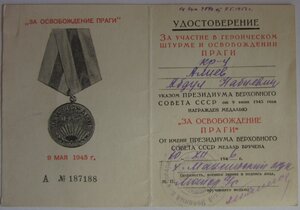 "ЗА ОСВОБОЖДЕНИЕ
ПРАГИ"
9 МАЯ 1945 г.
А № 187188
УДОСТОВЕРЕНИЕ
ЗА УЧАСТИЕ В ГЕРОИЧЕСКОМ
ШТУРМЕ И ОСВОБОЖДЕНИИ
ПРАГИ
кр-ц
Алиев
Абдул
УКАЗОМ ПРЕЗИДИУМА ВЕРХОВНОГО
СОВЕТА СССР от 9 июня 1945 года
НАГРАЖДЕН МЕДАЛЬЮ
"ЗА ОСВОБОЖДЕНИЕ
ПРАГИ"
ОТ ИМЕНИ ПРЕЗИДИУМА ВЕРХОВНОГО
СОВЕТА СССР МЕДАЛЬ ВРУЧЕНА
Майор